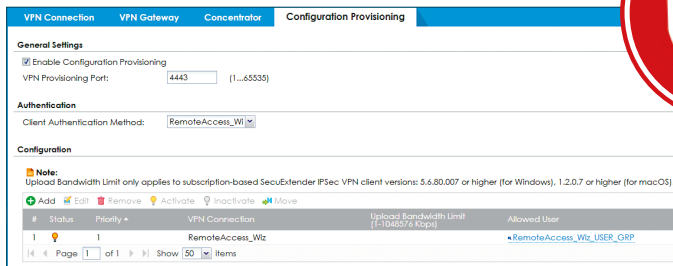 VPN Connection VPN Gateway Concentrator Configuration Provisioning
General Settings
Enable Configuration Provisioning
VPN Provisioning Port: 4443 (1...65535)
Authentication
Client Authentication Method: RemoteAccess_Wi
Configuration
Note:
Upload Bandwidth Limit only applies to subscription-based SecuExtender IPSec VPN client versions: 5.6.80.007 or higher (for Windows), 1.2.0.7 or higher (for macOS)
Add Edit Remove Activate Inactivate Move
# Status Priority VPN Connection Upload Bandwidth Limit (1-1048576 Kbps) Allowed User
1 1 RemoteAccess_Wiz RemoteAccess_Wiz_USER_GRP
Page 1 of 1 Show 50 items